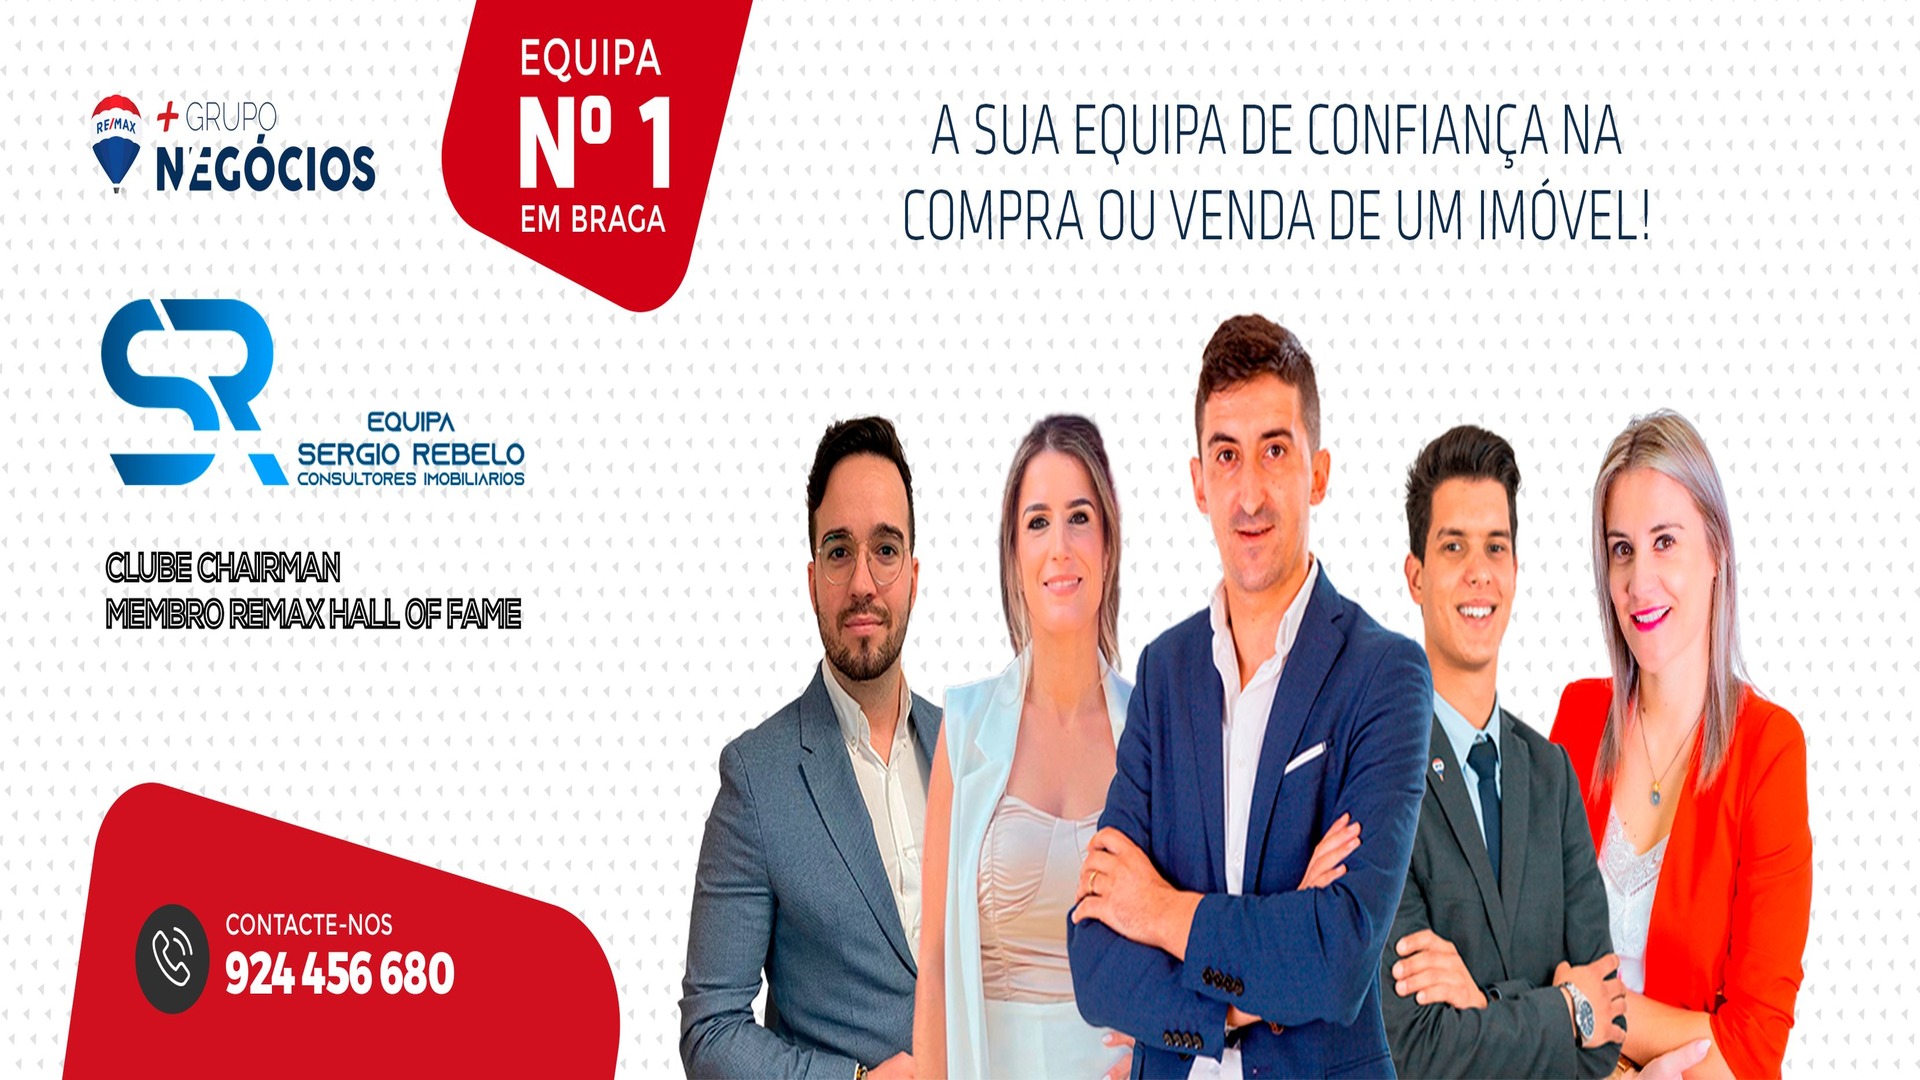 RE/MAX
+ GRUPO
NEGÓCIOS
EQUIPA
Nº 1
EM BRAGA
A SUA EQUIPA DE CONFIANÇA NA
COMPRA OU VENDA DE UM IMÓVEL!
SR
EQUIPA
SERGIO REBELO
CONSULTORES IMOBILIARIOS
CLUBE CHAIRMAN
MEMBRO REMAX HALL OF FAME
CONTACTE-NOS
924 456 680